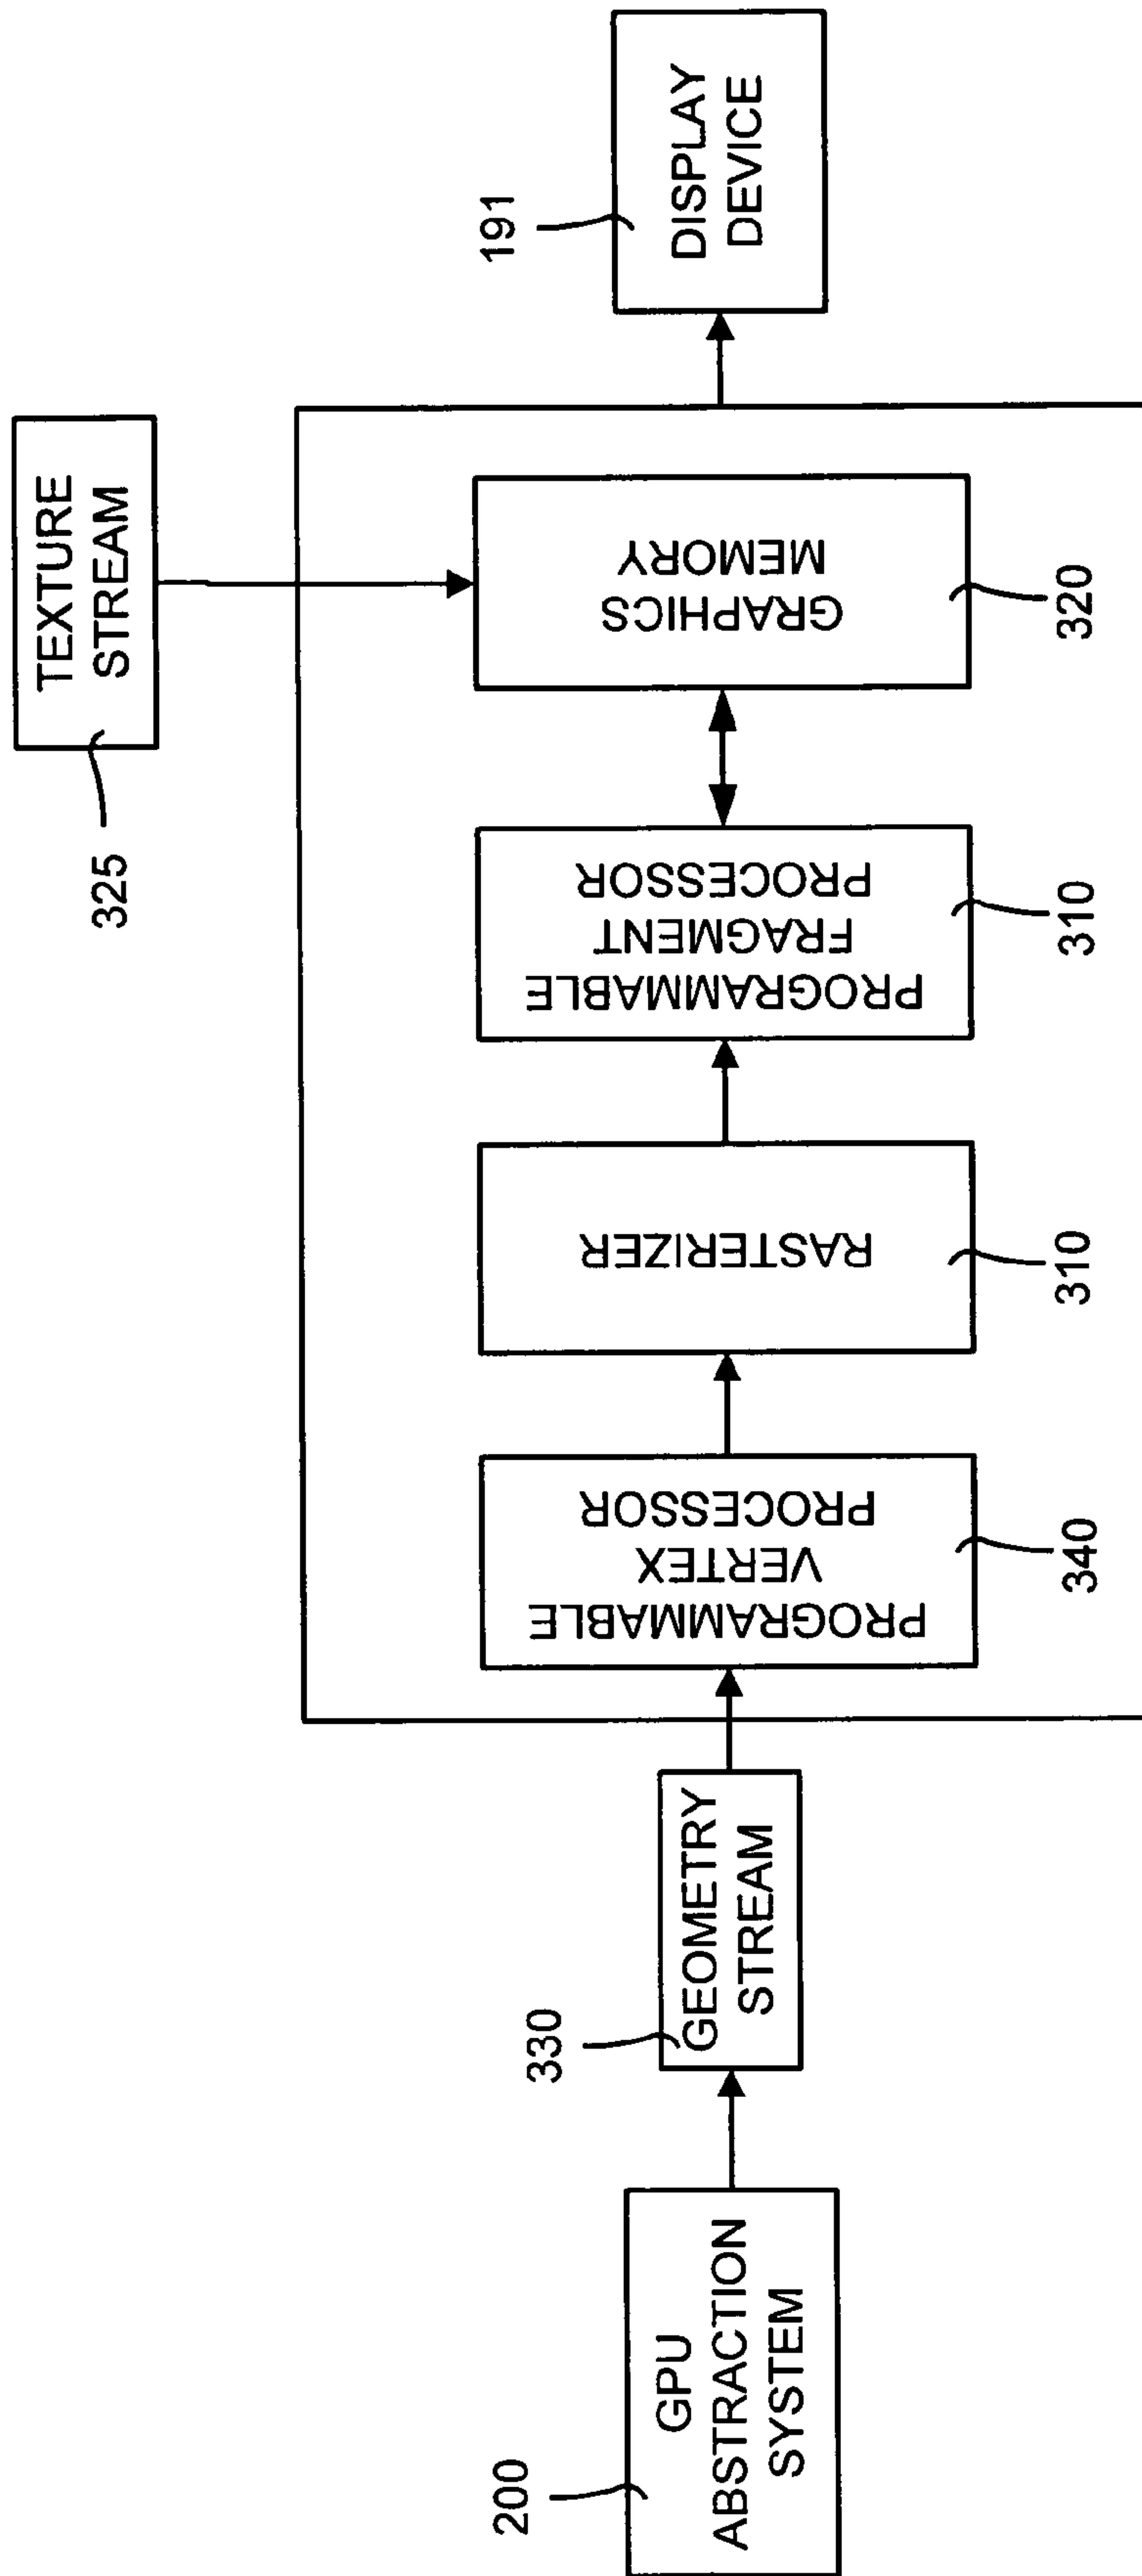 TEXTURE
STREAM
325
191
DISPLAY
DEVICE
GRAPHICS
MEMORY
320
PROGRAMMABLE
FRAGMENT
PROCESSOR
310
RASTERIZER
310
PROGRAMMABLE
VERTEX
PROCESSOR
340
330
GEOMETRY
STREAM
200
GPU
ABSTRACTION
SYSTEM